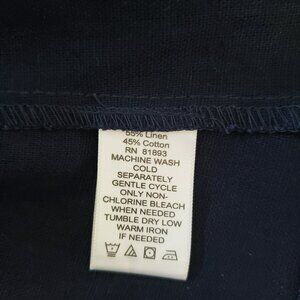 55% Linen
45% Cotton
RN 81893
MACHINE WASH
COLD
SEPARATELY
GENTLE CYCLE
ONLY NON-
CHLORINE BLEACH
WHEN NEEDED
TUMBLE DRY LOW
WARM IRON
IF NEEDED